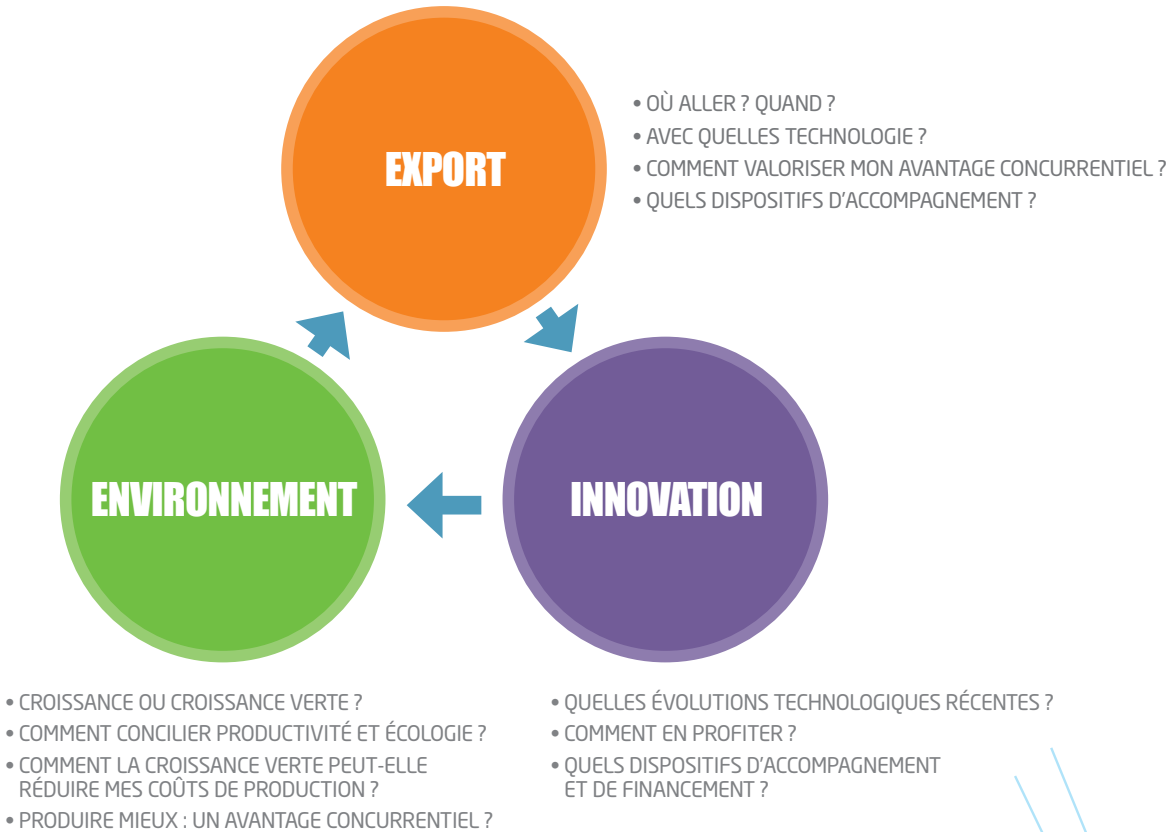 EXPORT
• OÙ ALLER ? QUAND ?
• AVEC QUELLES TECHNOLOGIE ?
• COMMENT VALORISER MON AVANTAGE CONCURRENTIEL ?
• QUELS DISPOSITIFS D'ACCOMPAGNEMENT ?
ENVIRONNEMENT
INNOVATION
• CROISSANCE OU CROISSANCE VERTE ?
• COMMENT CONCILIER PRODUCTIVITÉ ET ÉCOLOGIE ?
• COMMENT LA CROISSANCE VERTE PEUT-ELLE
RÉDUIRE MES COÛTS DE PRODUCTION ?
• PRODUIRE MIEUX : UN AVANTAGE CONCURRENTIEL ?
• QUELLES ÉVOLUTIONS TECHNOLOGIQUES RÉCENTES ?
• COMMENT EN PROFITER ?
• QUELS DISPOSITIFS D'ACCOMPAGNEMENT
ET DE FINANCEMENT ?